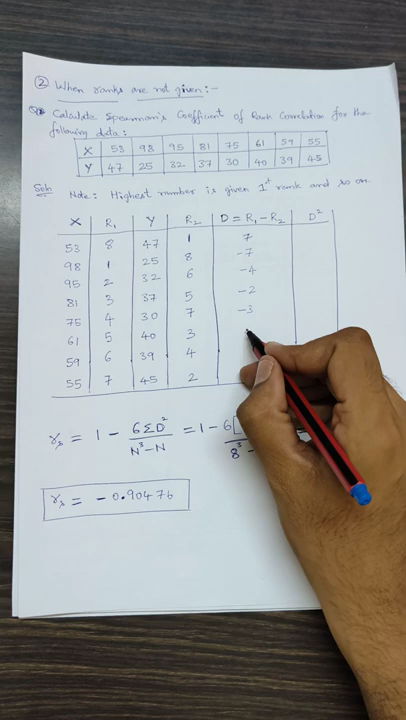 ② When ranks are not given :-
Q Calculate Spearman's Coefficient of Rank Correlation for the
following data :
X 53 98 95 81 75 61 59 55
Y 47 25 32 37 30 40 39 45
Soln Note: Highest number is given 1st rank and so on
X R₁ Y R₂ D = R₁ - R₂ D²
53 8 47 1 7
98 1 25 8 -7
95 2 32 6 -4
81 3 37 5 -2
75 4 30 7 -3
61 5 40 3
59 6 39 4
55 7 45 2
rₛ = 1 - 6ΣD² / N³ - N = 1 - 6 / 8³ -
rₛ = - 0.90476